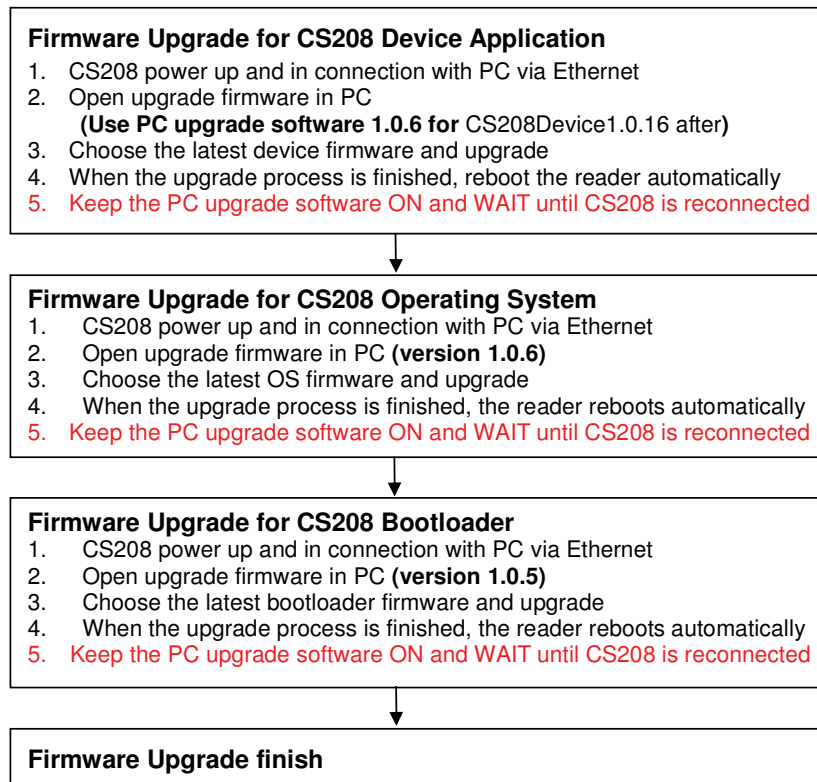 Firmware Upgrade for CS208 Device Application
1. CS208 power up and in connection with PC via Ethernet
2. Open upgrade firmware in PC
(Use PC upgrade software 1.0.6 for CS208Device1.0.16 after)
3. Choose the latest device firmware and upgrade
4. When the upgrade process is finished, reboot the reader automatically
5. Keep the PC upgrade software ON and WAIT until CS208 is reconnected
Firmware Upgrade for CS208 Operating System
1. CS208 power up and in connection with PC via Ethernet
2. Open upgrade firmware in PC (version 1.0.6)
3. Choose the latest OS firmware and upgrade
4. When the upgrade process is finished, the reader reboots automatically
5. Keep the PC upgrade software ON and WAIT until CS208 is reconnected
Firmware Upgrade for CS208 Bootloader
1. CS208 power up and in connection with PC via Ethernet
2. Open upgrade firmware in PC (version 1.0.5)
3. Choose the latest bootloader firmware and upgrade
4. When the upgrade process is finished, the reader reboots automatically
5. Keep the PC upgrade software ON and WAIT until CS208 is reconnected
Firmware Upgrade finish